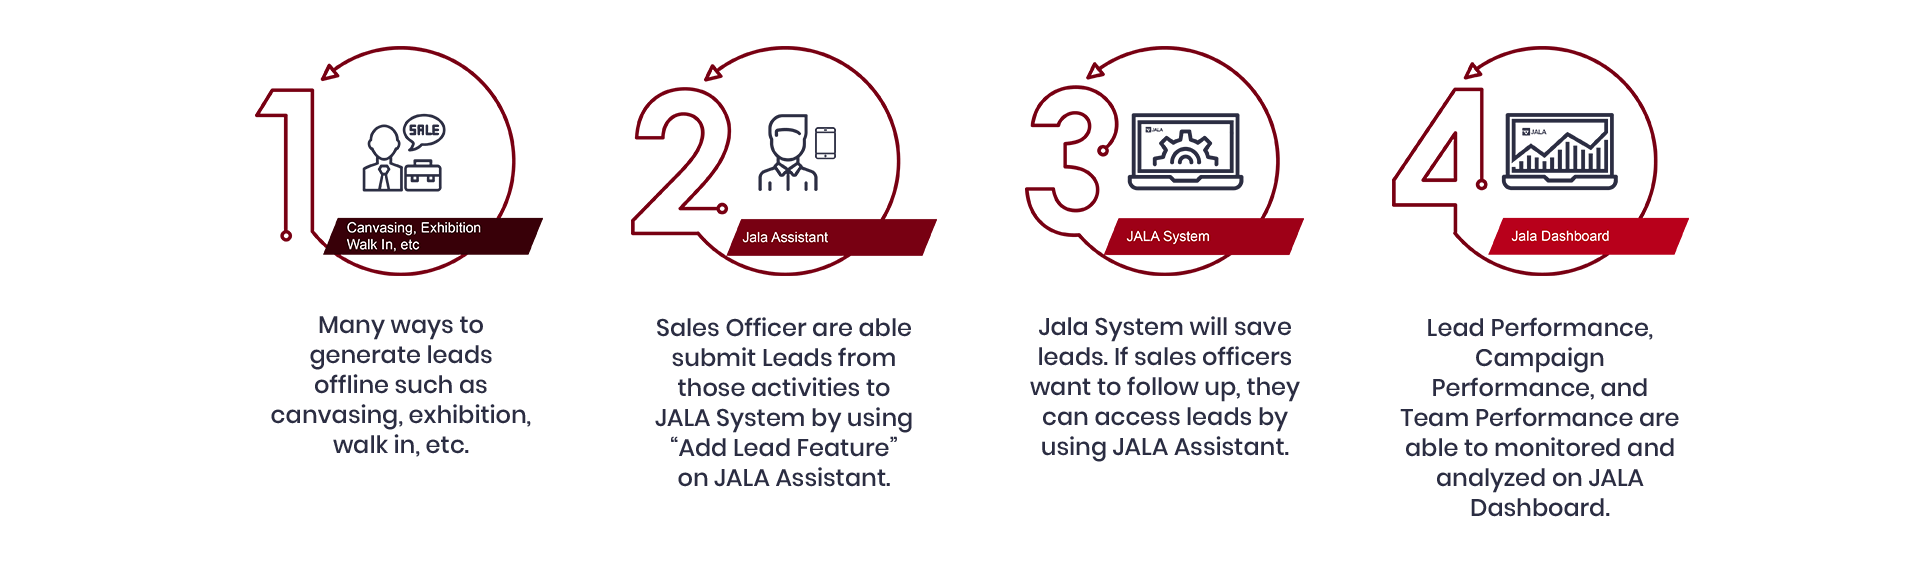 1
SALE
Canvasing, Exhibition
Walk In, etc
Many ways to
generate leads
offline such as
canvasing, exhibition,
walk in, etc.
2
Jala Assistant
Sales Officer are able
submit Leads from
those activities to
JALA System by using
“Add Lead Feature”
on JALA Assistant.
3
JALA
JALA System
Jala System will save
leads. If sales officers
want to follow up, they
can access leads by
using JALA Assistant.
4
JALA
Jala Dashboard
Lead Performance,
Campaign
Performance, and
Team Performance are
able to monitored and
analyzed on JALA
Dashboard.